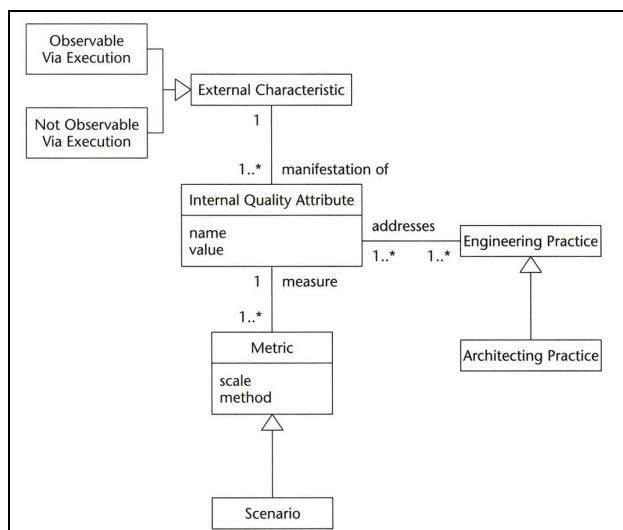 Observable
Via Execution
External Characteristic
Not Observable
Via Execution
1
1..* manifestation of
Internal Quality Attribute
name
value
addresses
1..* 1..*
Engineering Practice
1 measure
1..*
Metric
scale
method
Architecting Practice
Scenario